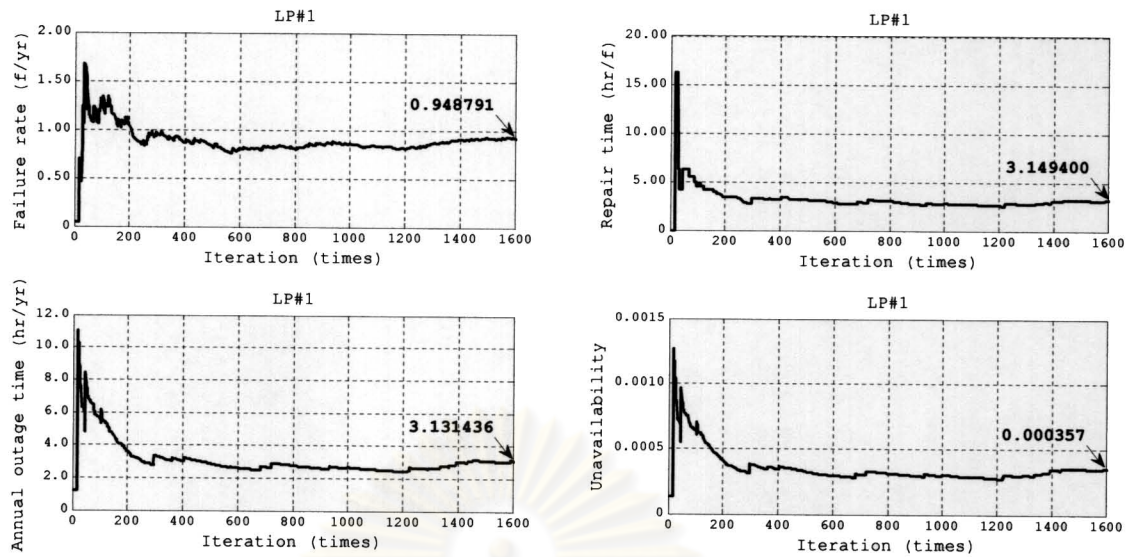 LP#1
Failure rate (f/yr)
2.00
1.50
1.00
0.50
0
0.948791
0 200 400 600 800 1000 1200 1400 1600
Iteration (times)
LP#1
Repair time (hr/f)
20.00
15.00
10.00
5.00
0
3.149400
0 200 400 600 800 1000 1200 1400 1600
Iteration (times)
LP#1
Annual outage time (hr/yr)
12.0
10.0
8.0
6.0
4.0
2.0
0
3.131436
0 200 400 600 800 1000 1200 1400 1600
Iteration (times)
LP#1
Unavailability
0.0015
0.0010
0.0005
0
0.000357
0 200 400 600 800 1000 1200 1400 1600
Iteration (times)